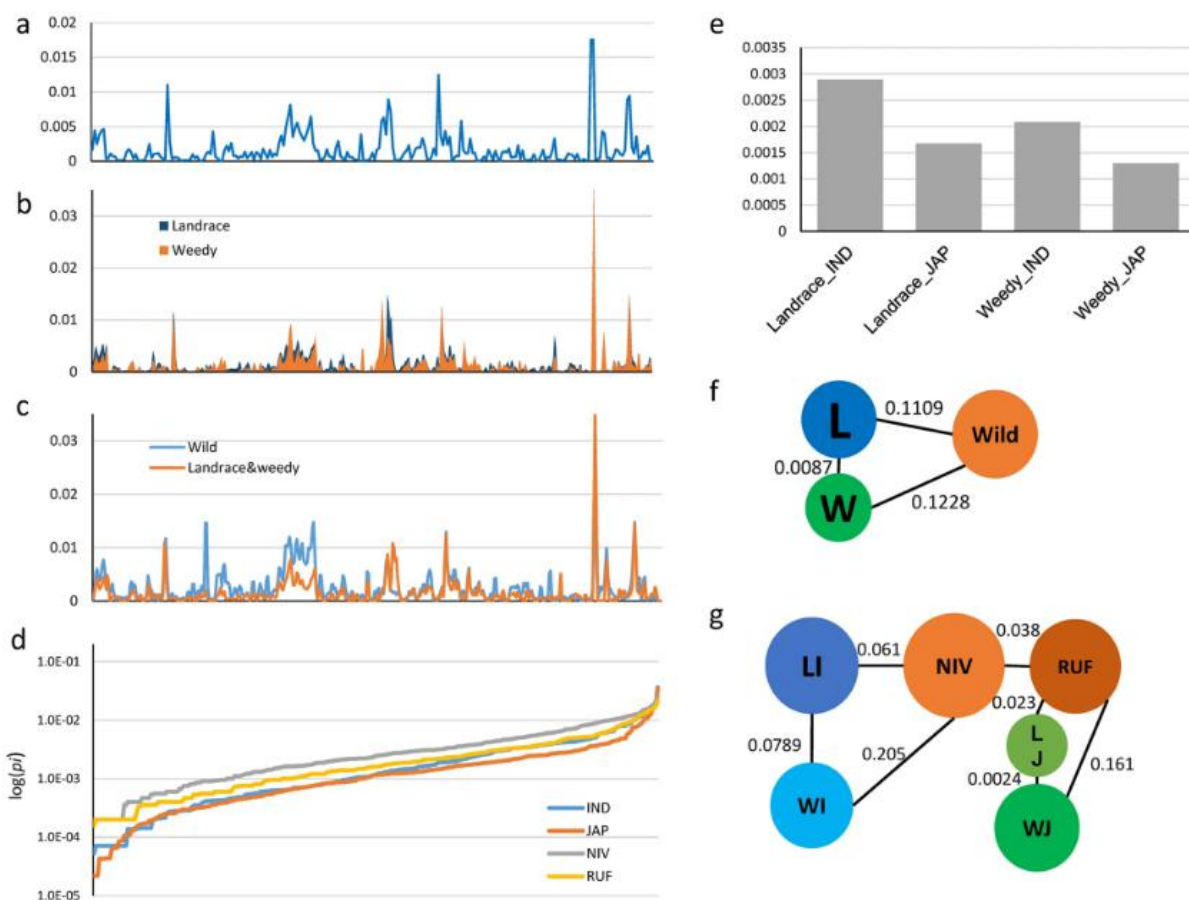 a
0.02
0.015
0.01
0.005
0
b
0.03
0.02
0.01
0
Landrace
Weedy
c
0.03
0.02
0.01
0
Wild
Landrace&weedy
d
log(pi)
1.0E-01
1.0E-02
1.0E-03
1.0E-04
1.0E-05
IND
JAP
NIV
RUF
e
0.0035
0.003
0.0025
0.002
0.0015
0.001
0.0005
0
Landrace_IND
Landrace_JAP
Weedy_IND
Weedy_JAP
f
L
0.1109
Wild
0.0087
W
0.1228
g
LI
0.061
NIV
0.038
RUF
0.023
L
J
0.0789
0.205
0.0024
0.161
WI
WJ